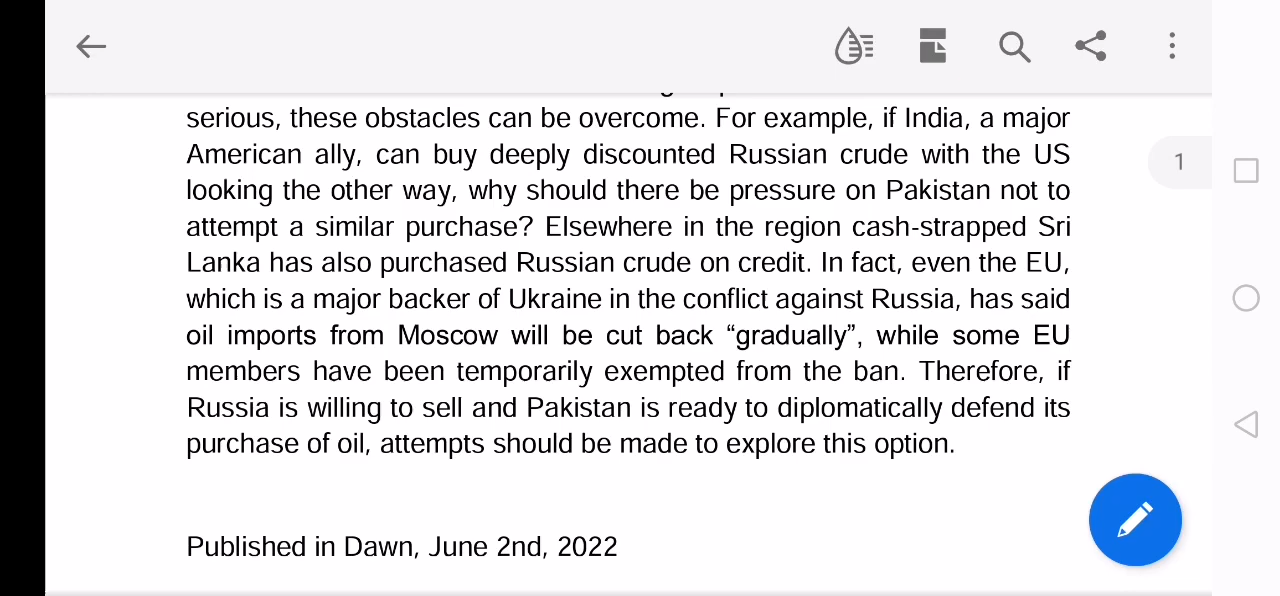 serious, these obstacles can be overcome. For example, if India, a major
American ally, can buy deeply discounted Russian crude with the US
looking the other way, why should there be pressure on Pakistan not to
attempt a similar purchase? Elsewhere in the region cash-strapped Sri
Lanka has also purchased Russian crude on credit. In fact, even the EU,
which is a major backer of Ukraine in the conflict against Russia, has said
oil imports from Moscow will be cut back “gradually”, while some EU
members have been temporarily exempted from the ban. Therefore, if
Russia is willing to sell and Pakistan is ready to diplomatically defend its
purchase of oil, attempts should be made to explore this option.
Published in Dawn, June 2nd, 2022
1